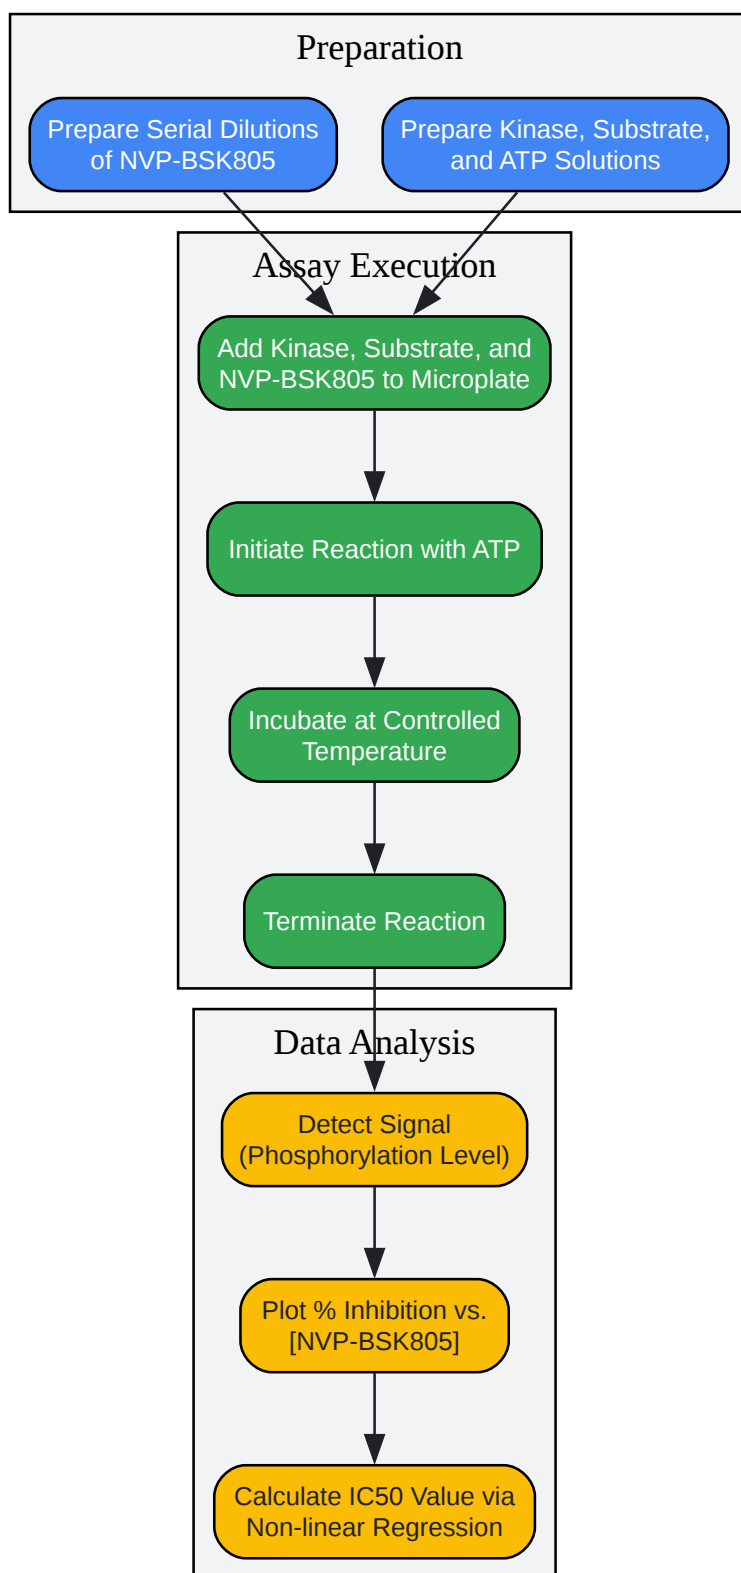 Preparation
Prepare Serial Dilutions
of NVP-BSK805
Prepare Kinase, Substrate,
and ATP Solutions
Assay Execution
Add Kinase, Substrate, and
NVP-BSK805 to Microplate
Initiate Reaction with ATP
Incubate at Controlled
Temperature
Terminate Reaction
Data Analysis
Detect Signal
(Phosphorylation Level)
Plot % Inhibition vs.
[NVP-BSK805]
Calculate IC50 Value via
Non-linear Regression